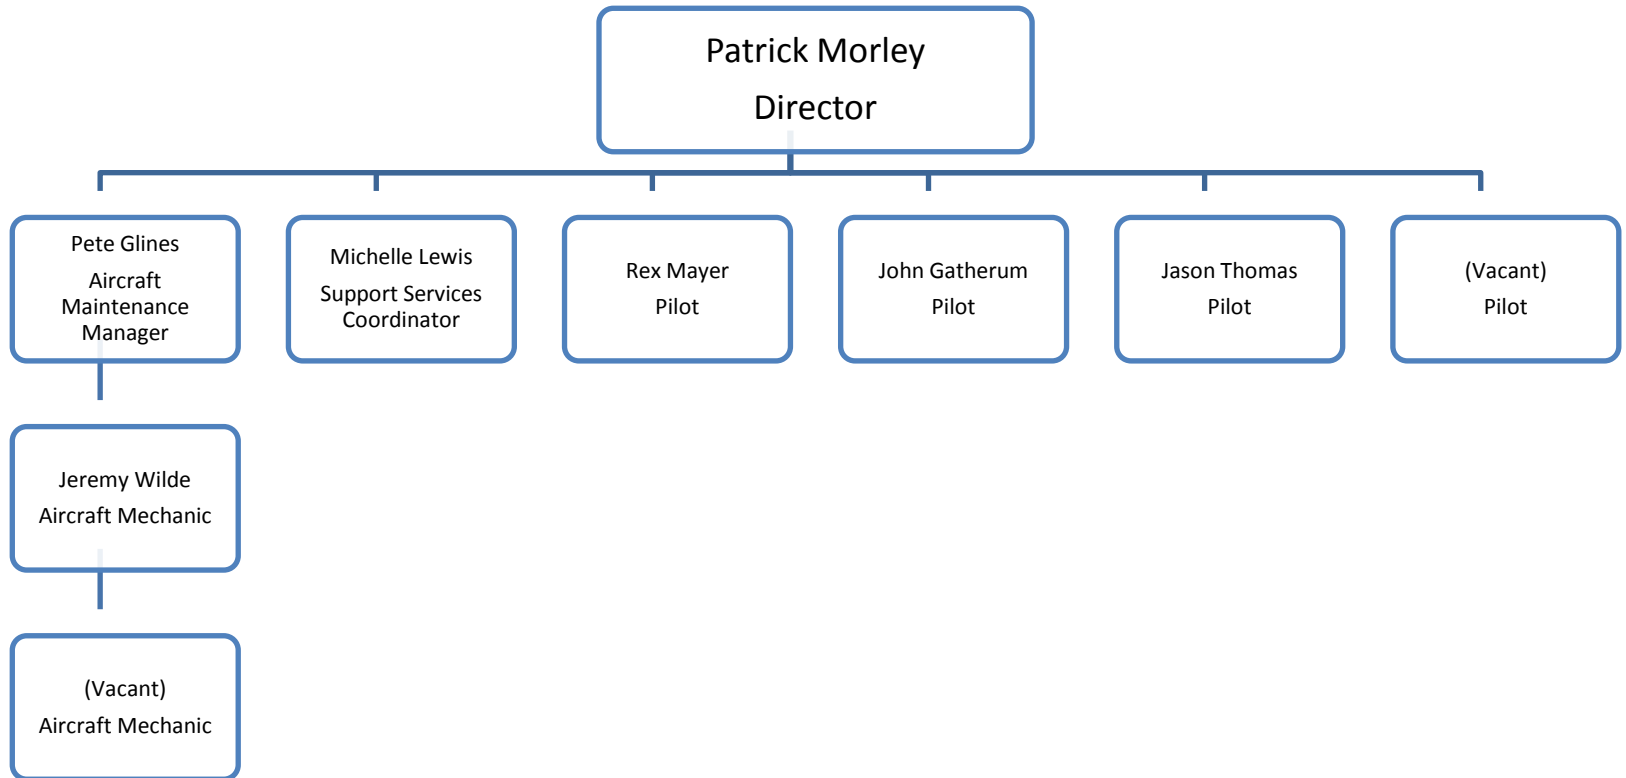 Patrick Morley
Director
Pete Glines
Aircraft
Maintenance
Manager
Michelle Lewis
Support Services
Coordinator
Rex Mayer
Pilot
John Gatherum
Pilot
Jason Thomas
Pilot
(Vacant)
Pilot
Jeremy Wilde
Aircraft Mechanic
(Vacant)
Aircraft Mechanic